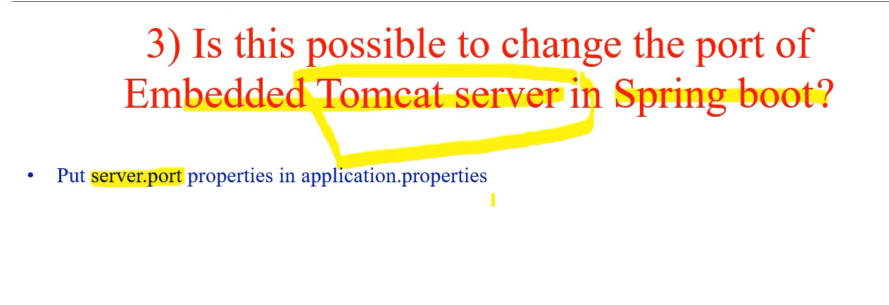 3) Is this possible to change the port of
Embedded Tomcat server in Spring boot?
• Put server.port properties in application.properties